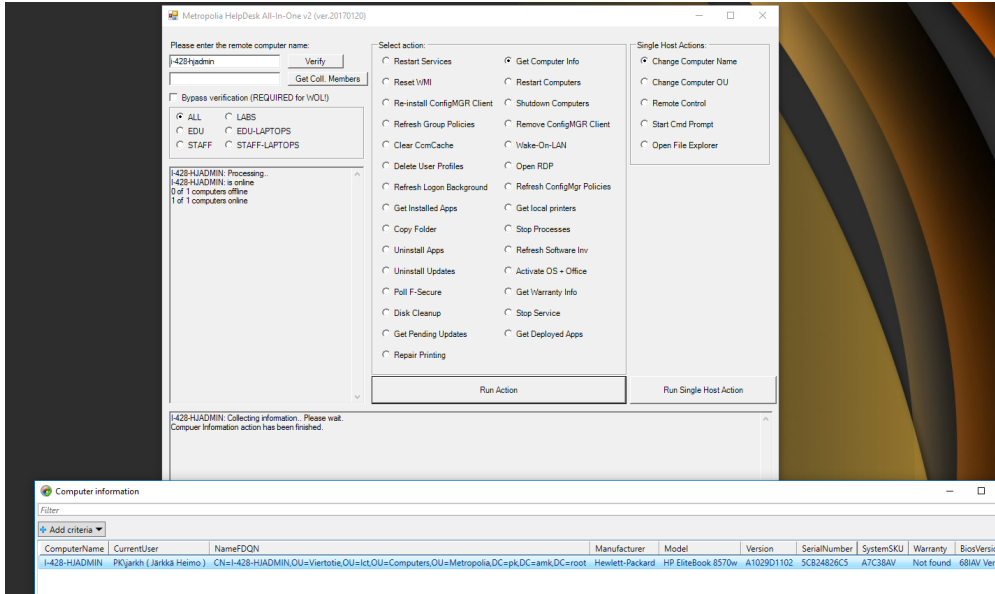 Metropolia HelpDesk All-In-One v2 (ver.20170120)
Please enter the remote computer name:
I-428-hjadmin
Verify
Get Coll. Members
Bypass verification (REQUIRED for WOL!)
ALL LABS
EDU EDU-LAPTOPS
STAFF STAFF-LAPTOPS
I-428-HJADMIN: Processing..
I-428-HJADMIN: is online
0 of 1 computers offline
1 of 1 computers online
Select action:
Restart Services Get Computer Info
Reset WMI Restart Computers
Re-install ConfigMGR Client Shutdown Computers
Refresh Group Policies Remove ConfigMGR Client
Clear CcmCache Wake-On-LAN
Delete User Profiles Open RDP
Refresh Logon Background Refresh ConfigMgr Policies
Get Installed Apps Get local printers
Copy Folder Stop Processes
Uninstall Apps Refresh Software Inv
Uninstall Updates Activate OS + Office
Poll F-Secure Get Warranty Info
Disk Cleanup Stop Service
Get Pending Updates Get Deployed Apps
Repair Printing
Run Action
Single Host Actions:
Change Computer Name
Change Computer OU
Remote Control
Start Cmd Prompt
Open File Explorer
Run Single Host Action
I-428-HJADMIN: Collecting information.. Please wait.
Compuer Information action has been finished.
Computer information
Filter
Add criteria
ComputerName CurrentUser NameFDQN Manufacturer Model Version SerialNumber SystemSKU Warranty BiosVersio
I-428-HJADMIN PK\jarkh ( Järkkä Heimo ) CN=I-428-HJADMIN,OU=Viertotie,OU=Ict,OU=Computers,OU=Metropolia,DC=pk,DC=amk,DC=root Hewlett-Packard HP EliteBook 8570w A1029D1102 5CB24826C5 A7C38AV Not found 68IAV Ver